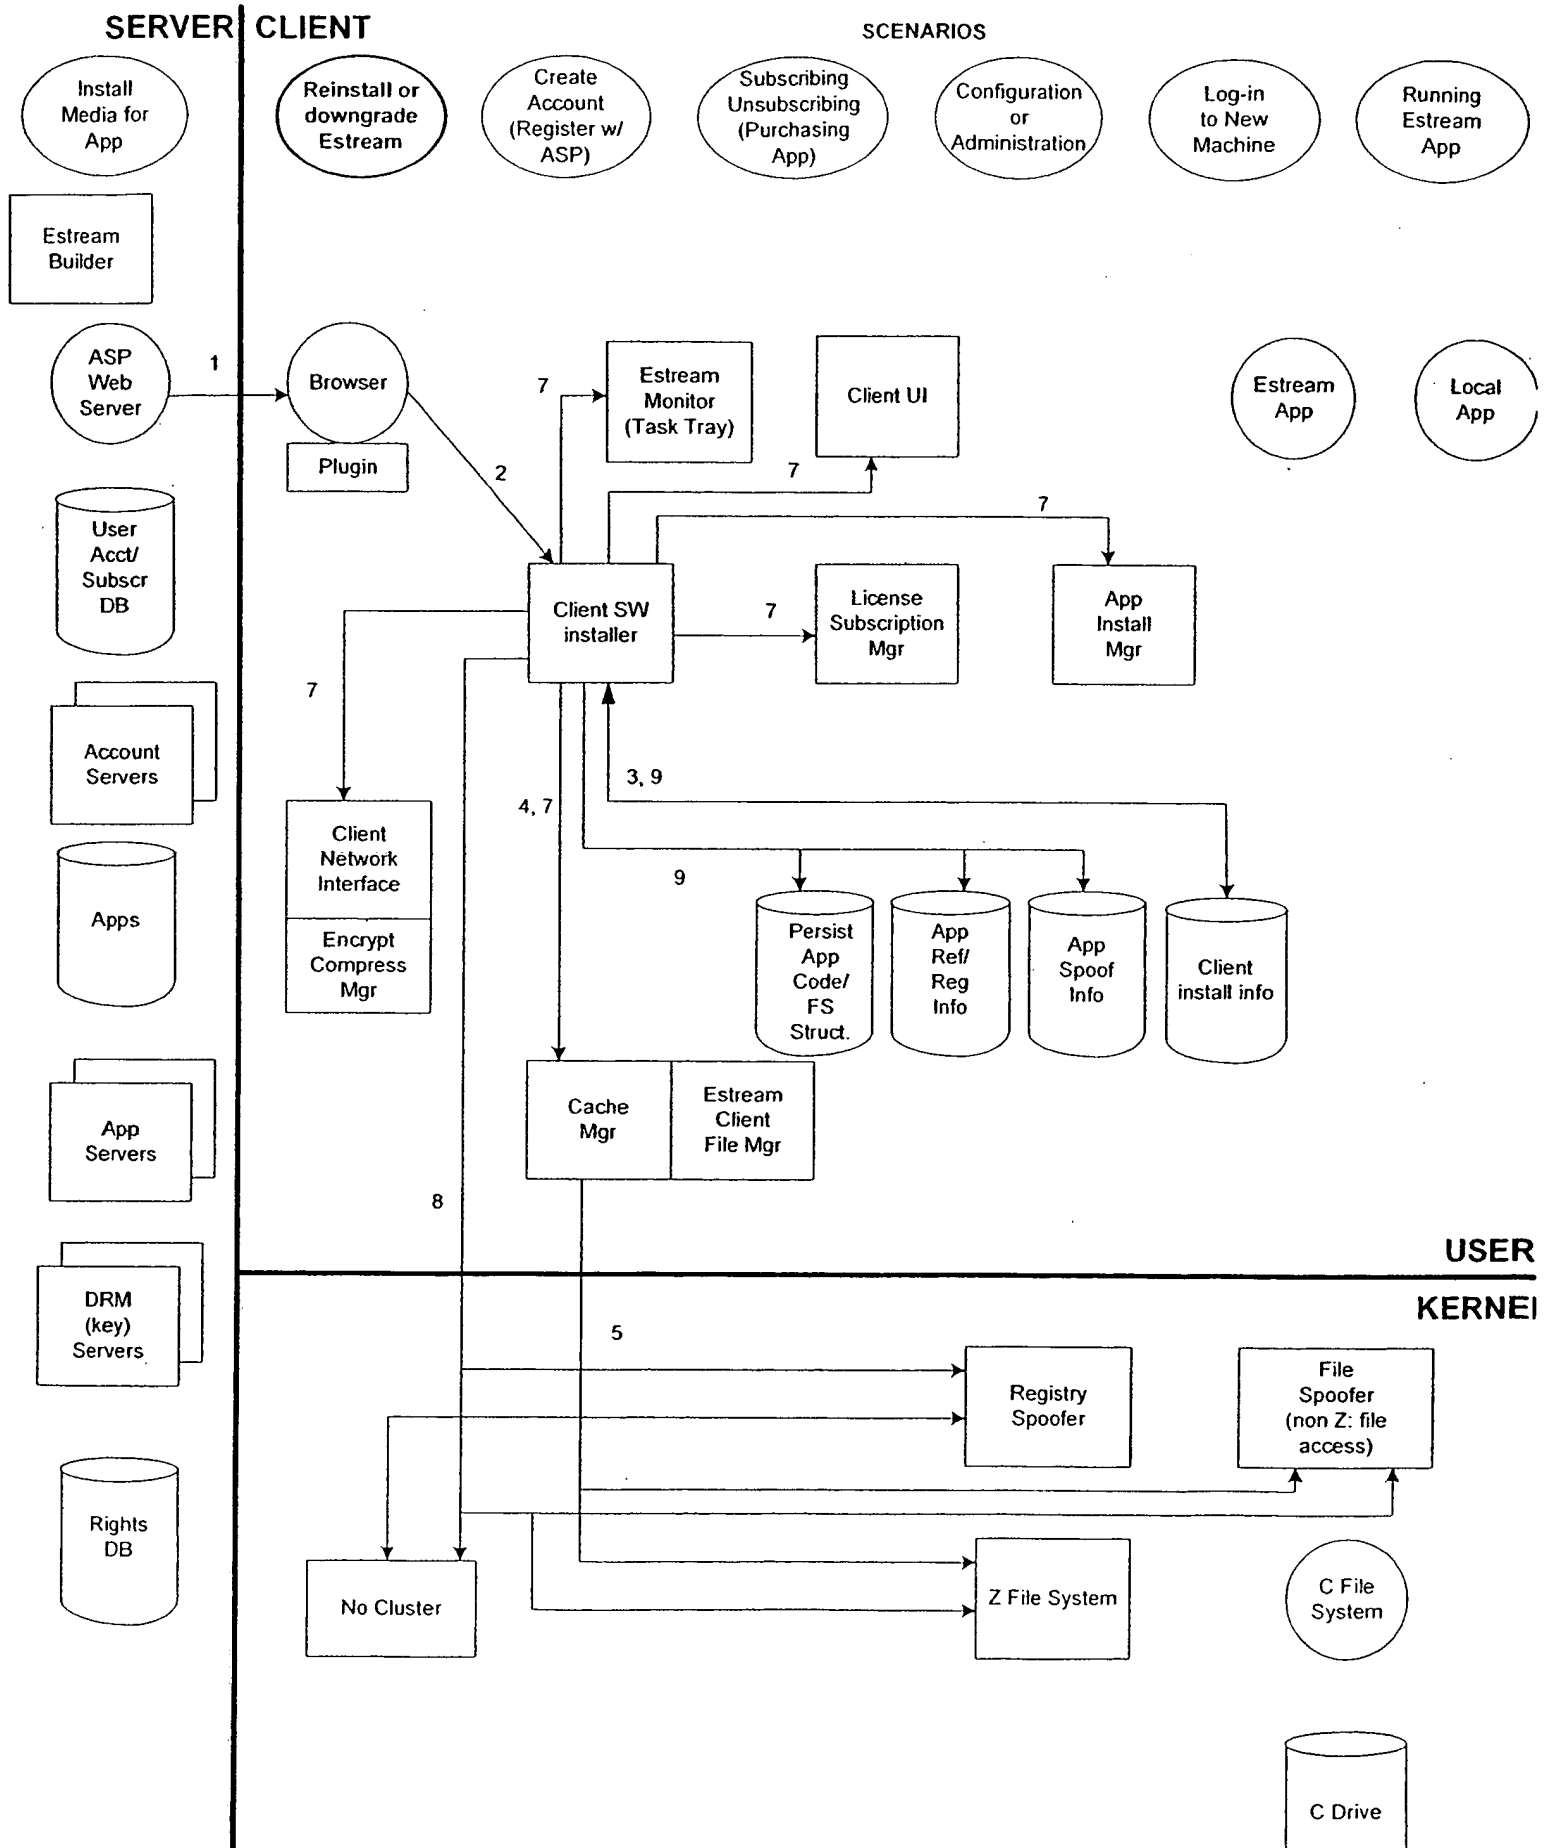 SERVER CLIENT
SCENARIOS
Install
Media for
App
Reinstall or
downgrade
Estream
Create
Account
(Register w/
ASP)
Subscribing
Unsubscribing
(Purchasing
App)
Configuration
or
Administration
Log-in
to New
Machine
Running
Estream
App
Estream
Builder
ASP
Web
Server
1
Browser
Plugin
2
7
Estream
Monitor
(Task Tray)
Client UI
7
7
Estream
App
Local
App
User
Acct/
Subscr
DB
Client SW
installer
7
License
Subscription
Mgr
App
Install
Mgr
7
Account
Servers
3, 9
4, 7
Client
Network
Interface
Encrypt
Compress
Mgr
9
Apps
Persist
App
Code/
FS
Struct.
App
Ref/
Reg
Info
App
Spoof
Info
Client
install info
App
Servers
Cache
Mgr
Estream
Client
File Mgr
8
USER
KERNEI
DRM
(key)
Servers
5
Registry
Spoofer
File
Spoofer
(non Z: file
access)
Rights
DB
No Cluster
Z File System
C File
System
C Drive